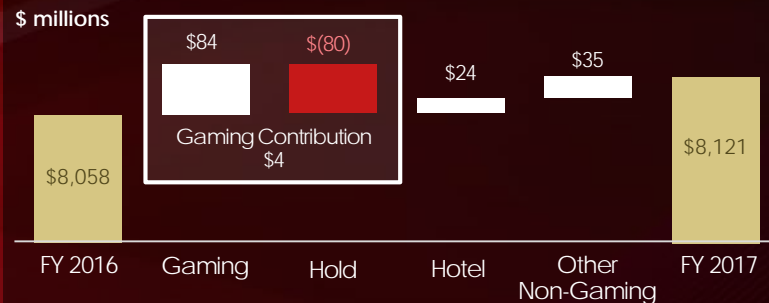 $ millions
$84
$(80)
$24
$35
Gaming Contribution
$4
$8,058
$8,121
FY 2016
Gaming
Hold
Hotel
Other
Non-Gaming
FY 2017